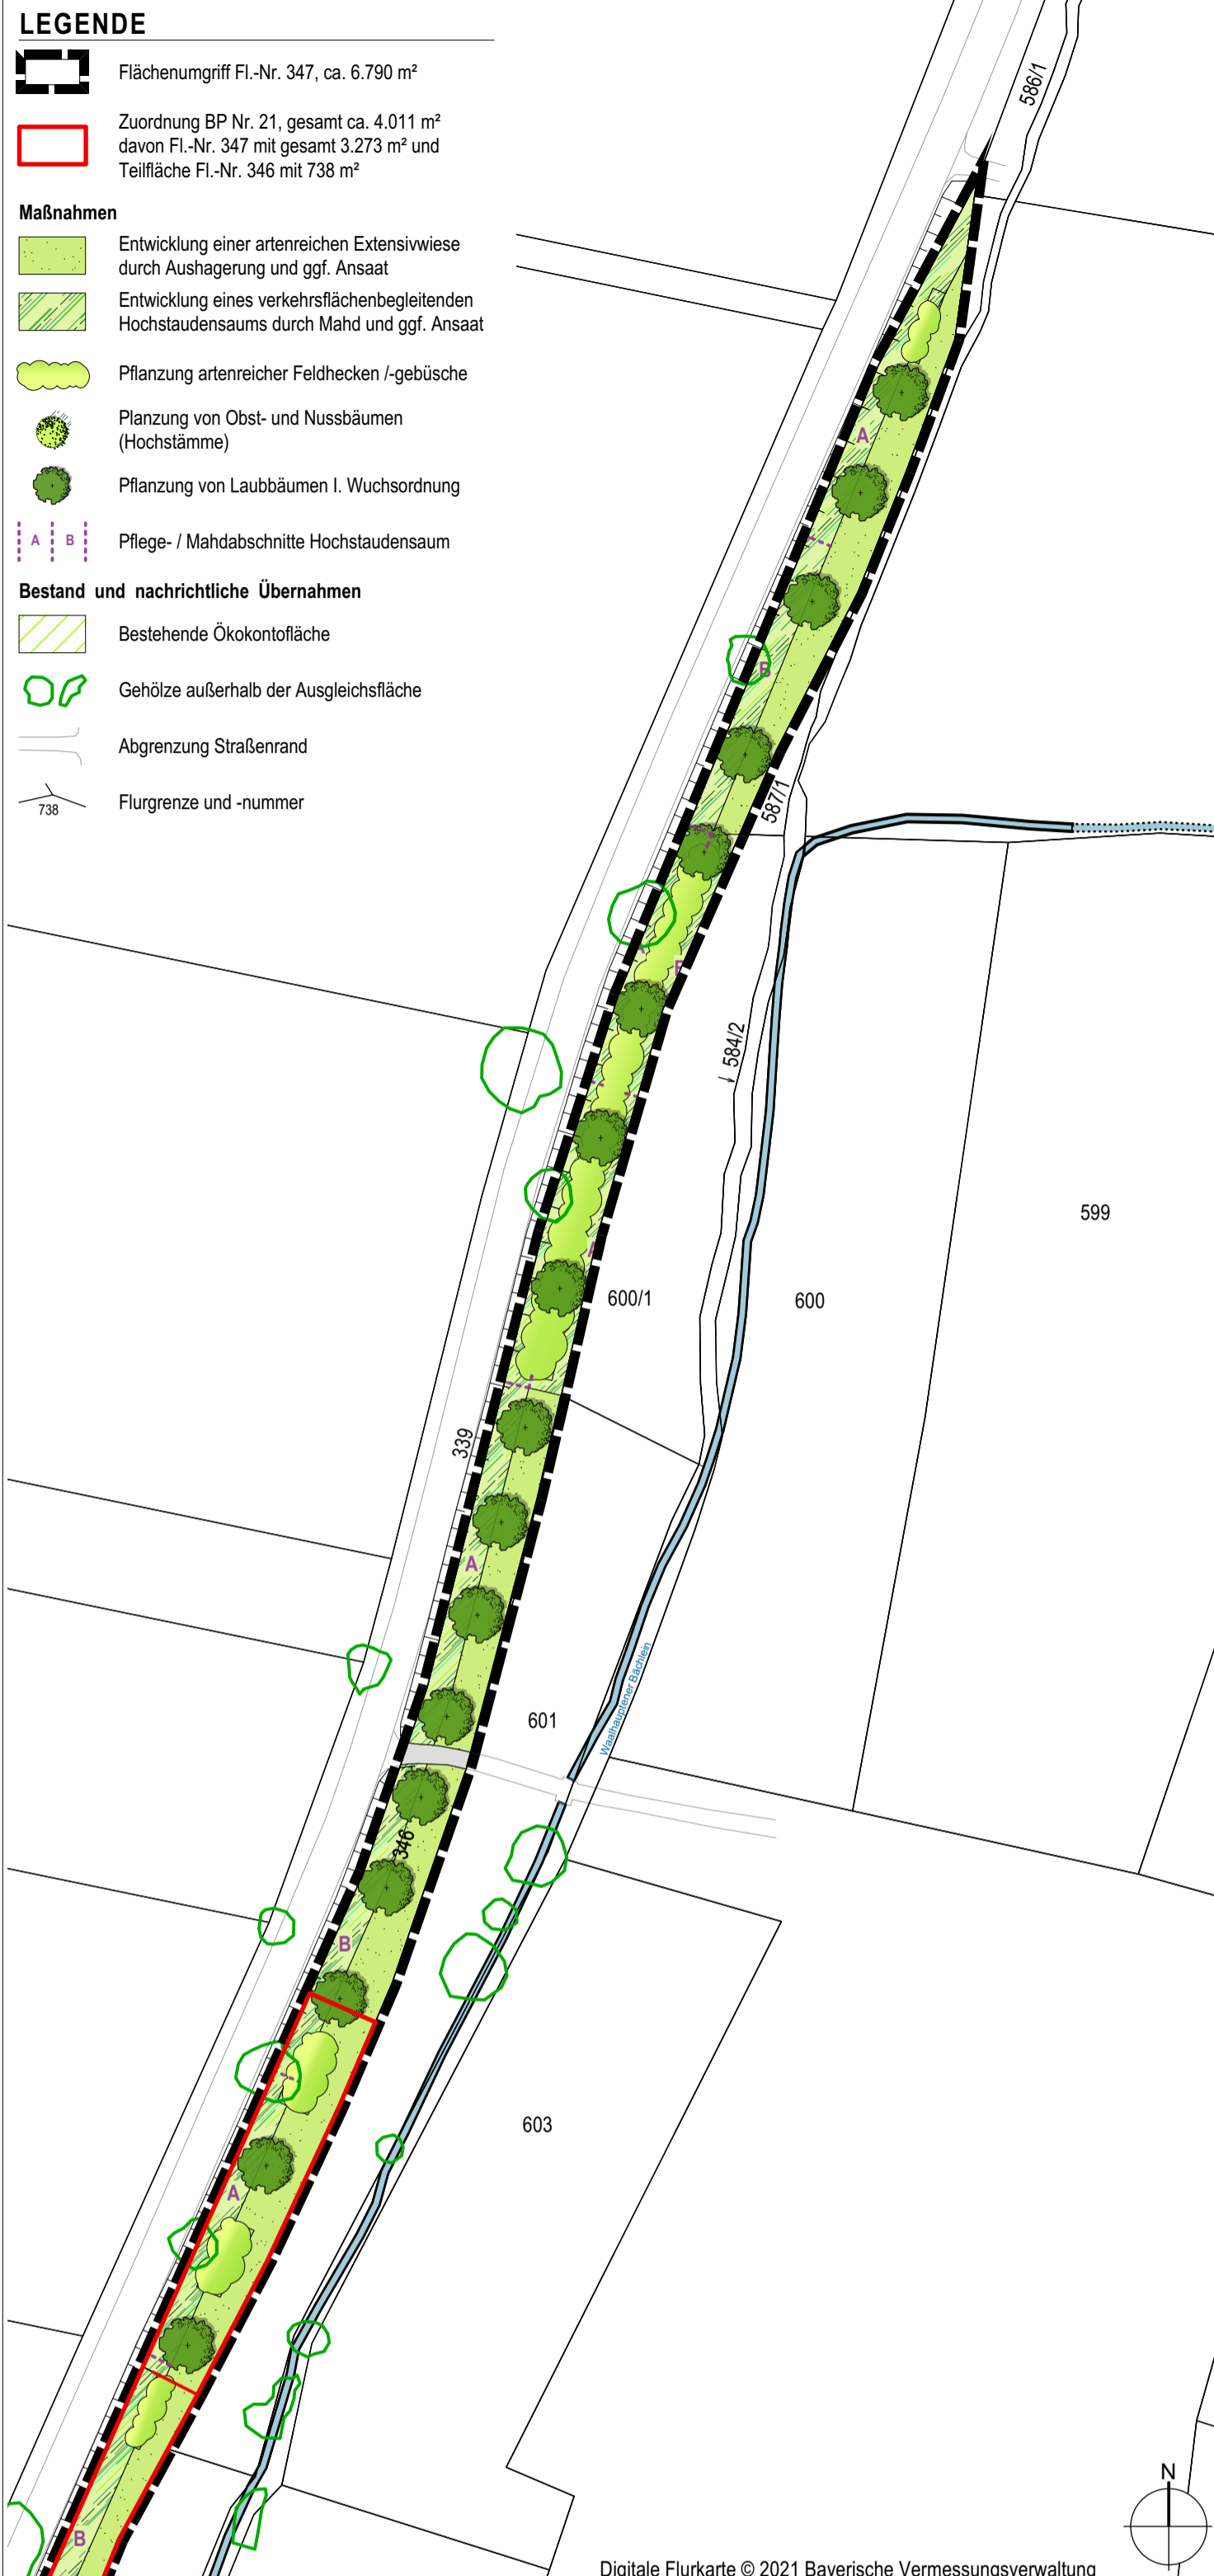 LEGENDE
Flächenumgriff Fl.-Nr. 347, ca. 6.790 m²
Zuordnung BP Nr. 21, gesamt ca. 4.011 m²
davon Fl.-Nr. 347 mit gesamt 3.273 m² und
Teilfläche Fl.-Nr. 346 mit 738 m²
Maßnahmen
Entwicklung einer artenreichen Extensivwiese
durch Aushagerung und ggf. Ansaat
Entwicklung eines verkehrsflächenbegleitenden
Hochstaudensaums durch Mahd und ggf. Ansaat
Pflanzung artenreicher Feldhecken /-gebüsche
Planzung von Obst- und Nussbäumen
(Hochstämme)
Pflanzung von Laubbäumen I. Wuchsordnung
A B Pflege- / Mahdabschnitte Hochstaudensaum
Bestand und nachrichtliche Übernahmen
Bestehende Ökokontofläche
Gehölze außerhalb der Ausgleichsfläche
Abgrenzung Straßenrand
738 Flurgrenze und -nummer
586/1
A
B
587/1
584/2
599
600/1
600
339
A
601
Waalhauptener Bächlein
346
B
603
A
N
B
Digitale Flurkarte © 2021 Bayerische Vermessungsverwaltung